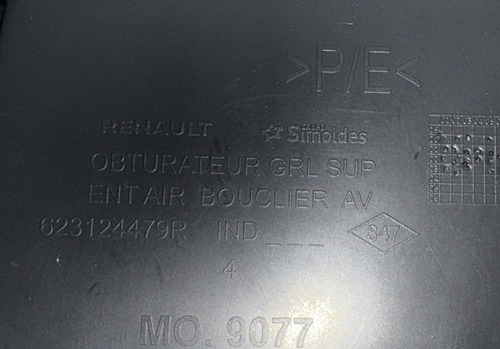 >P/E<
RENAULT Simoldes
OBTURATEUR GRL SUP
ENT AIR BOUCLIER AV
623124479R IND _ _ _ 847
4
MO. 9077